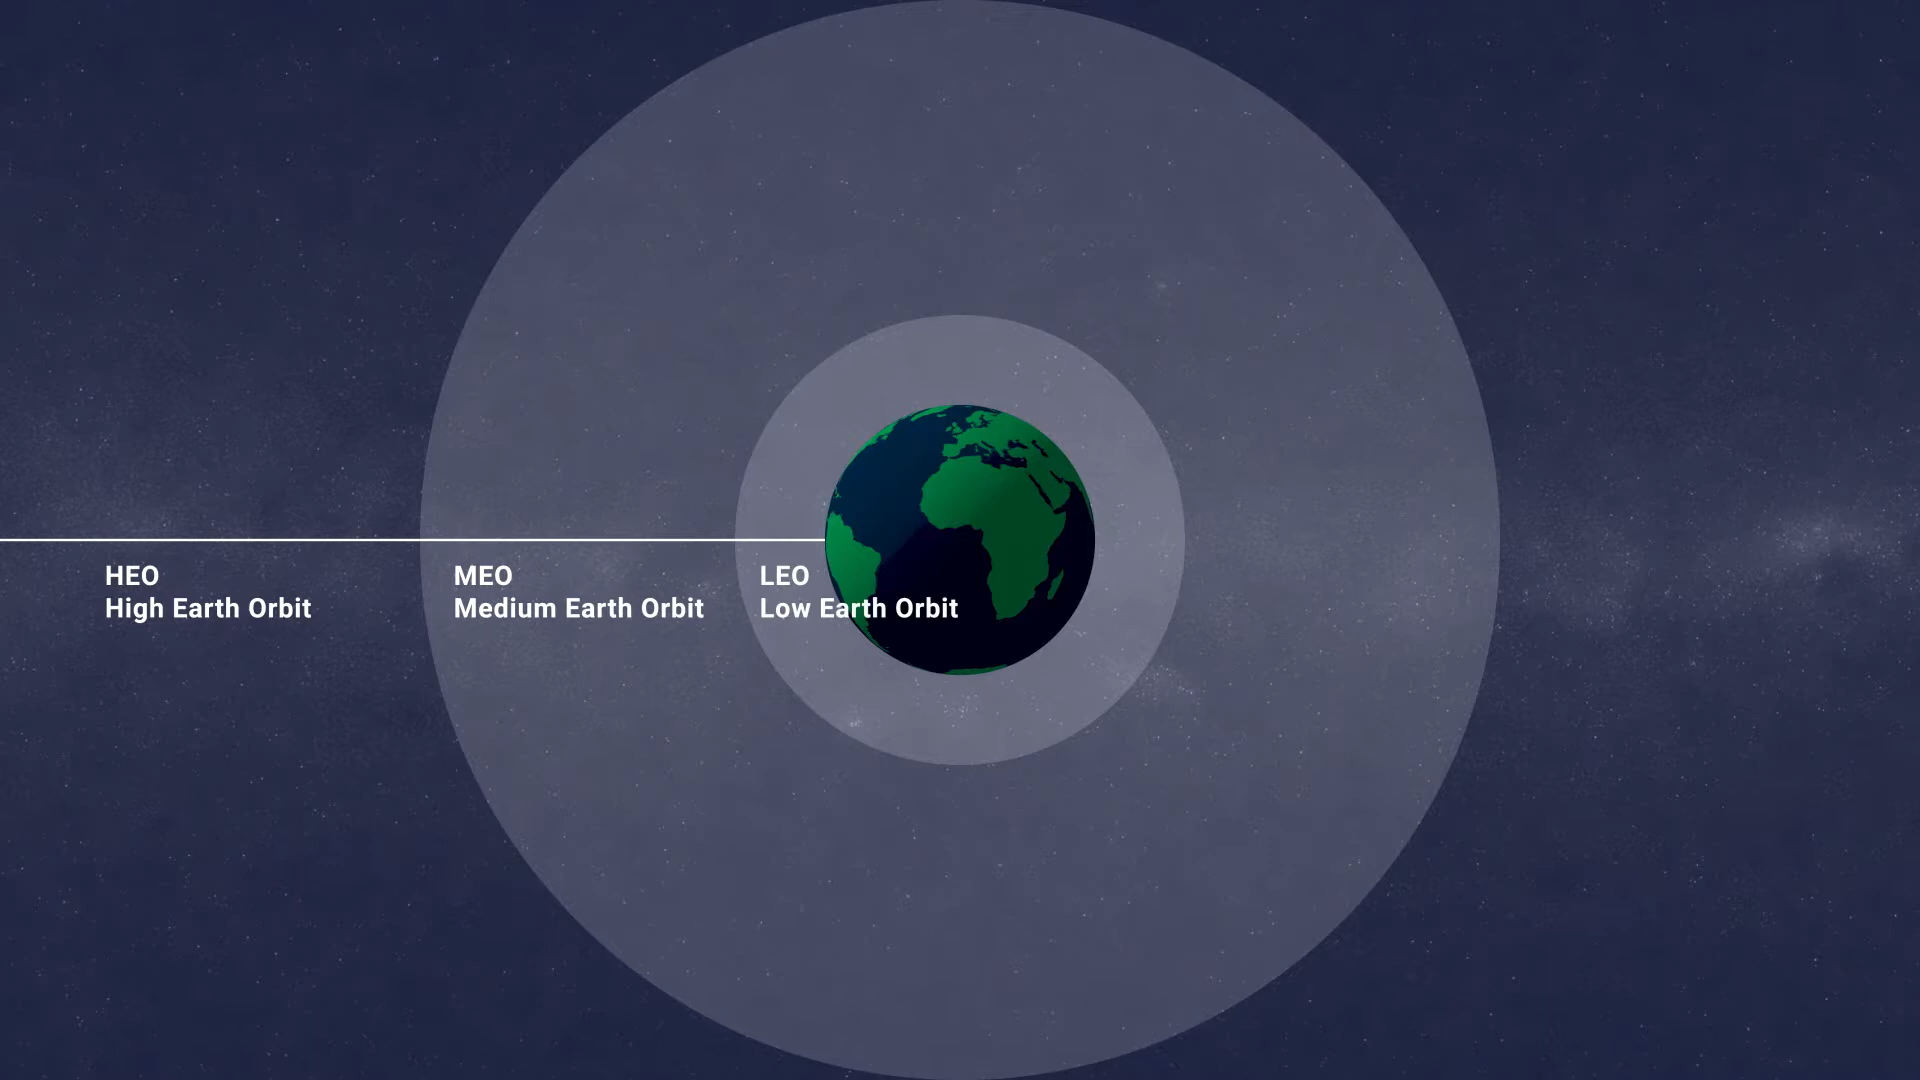 HEO
High Earth Orbit
MEO
Medium Earth Orbit
LEO
Low Earth Orbit